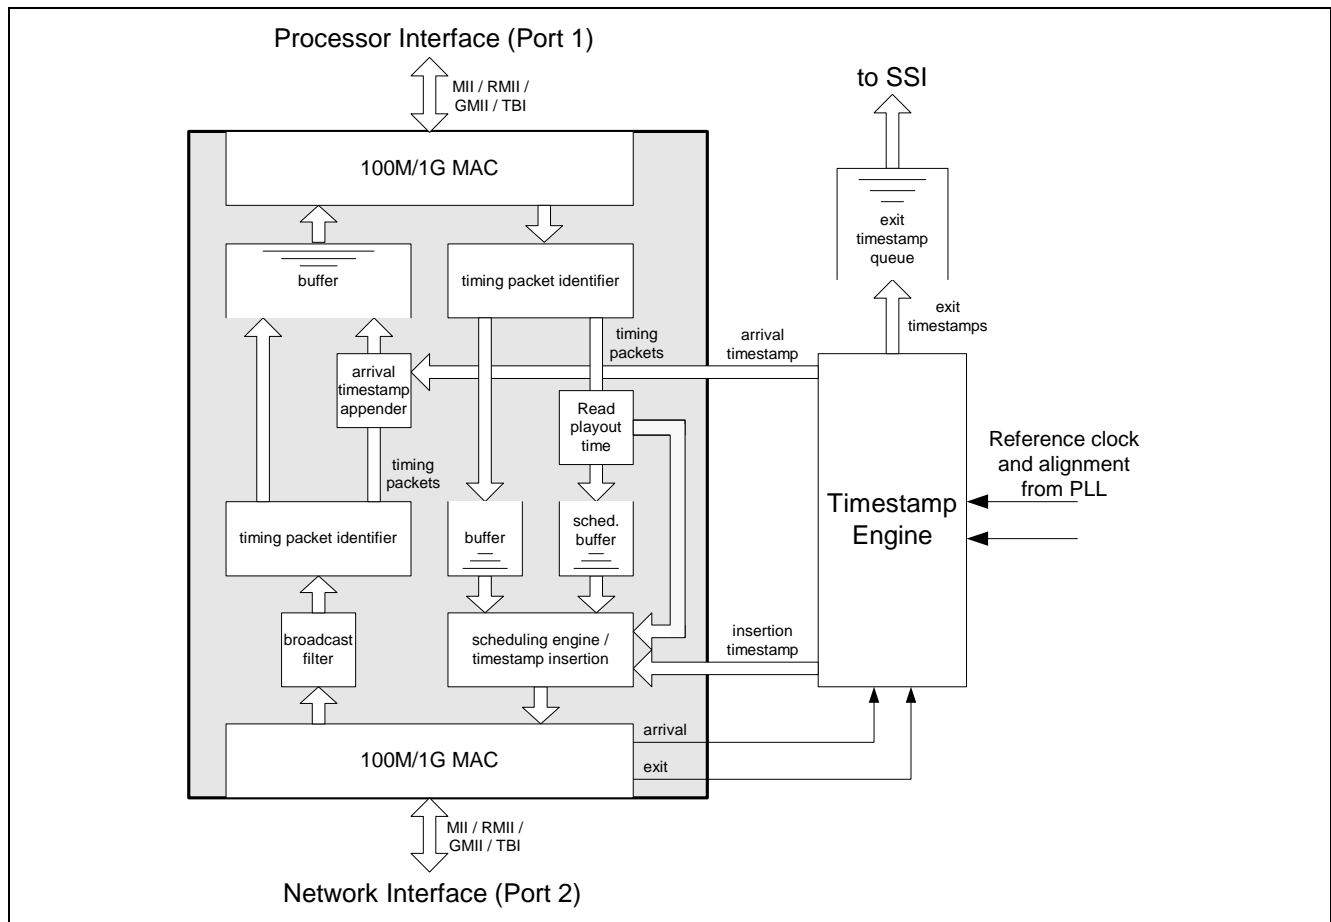 Processor Interface (Port 1)
MII / RMII /
GMII / TBI
to SSI
100M/1G MAC
exit
timestamp
queue
buffer
timing packet identifier
exit
timestamps
timing
packets
arrival
timestamp
arrival
timestamp
appender
Read
playout
time
Reference clock
and alignment
from PLL
timing
packets
Timestamp
Engine
timing packet identifier
buffer
sched.
buffer
broadcast
filter
scheduling engine /
timestamp insertion
insertion
timestamp
100M/1G MAC
arrival
exit
MII / RMII /
GMII / TBI
Network Interface (Port 2)